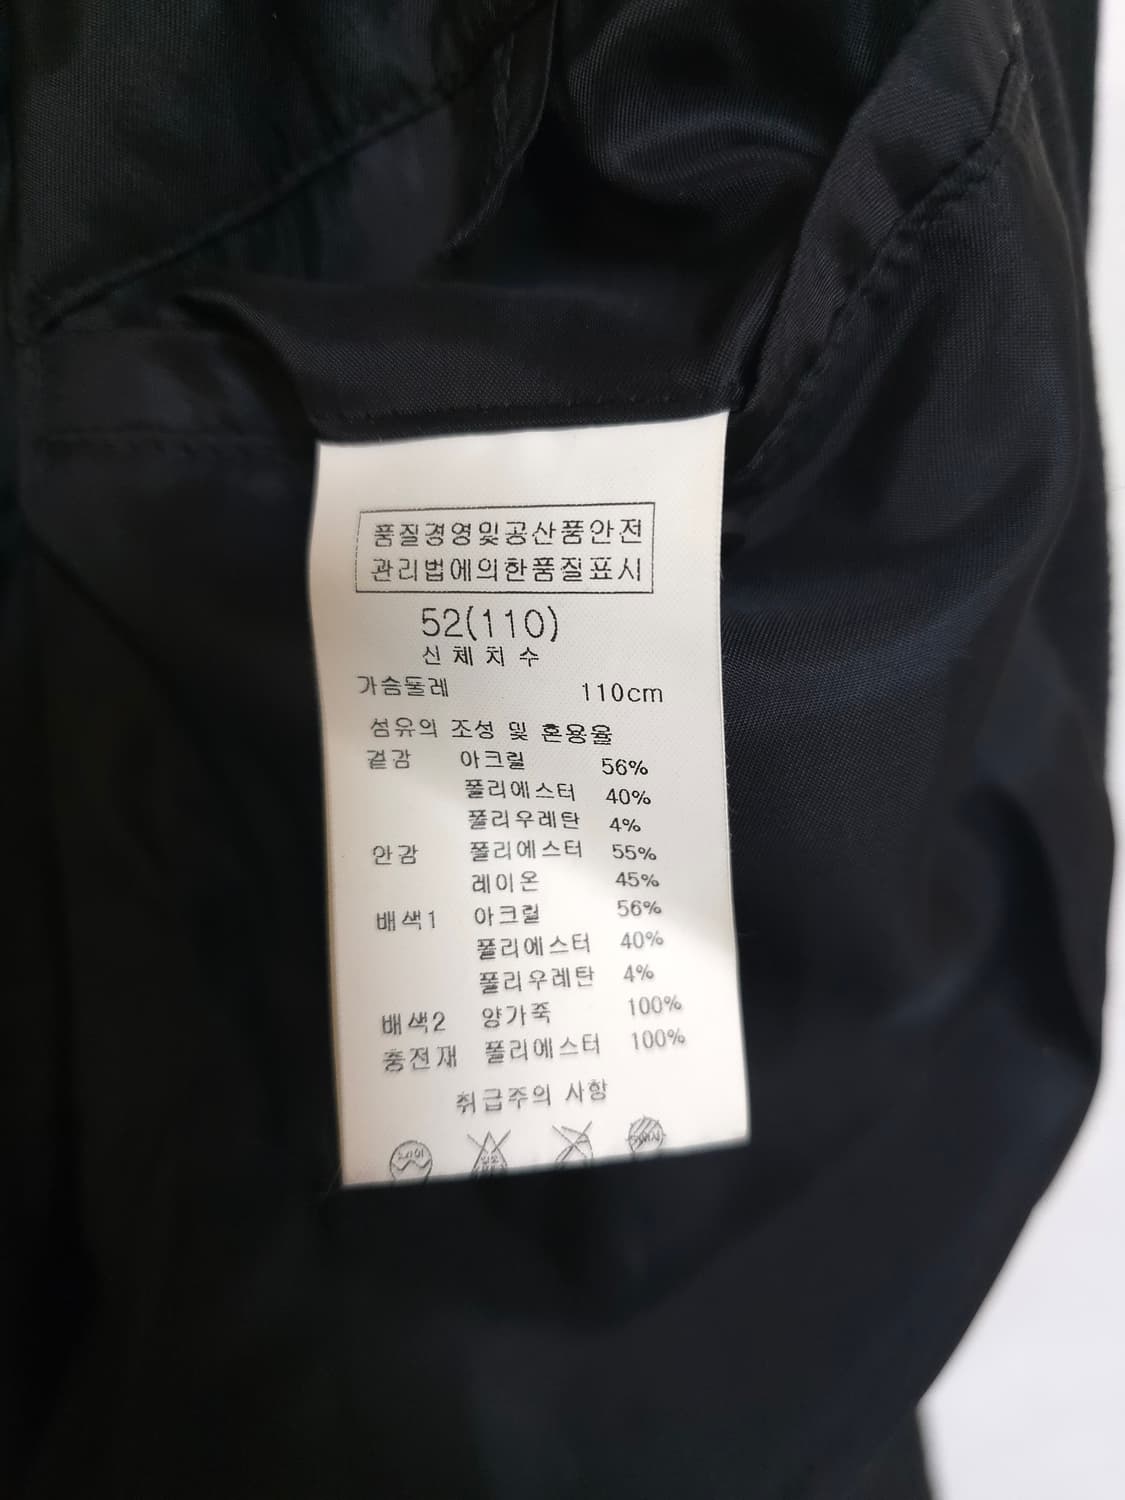 품질경영및공산품안전
관리법에의한품질표시
52(110)
신체치수
가슴둘레 110cm
섬유의 조성 및 혼용율
겉감 아크릴 56%
폴리에스터 40%
폴리우레탄 4%
안감 폴리에스터 55%
레이온 45%
배색1 아크릴 56%
폴리에스터 40%
폴리우레탄 4%
배색2 양가죽 100%
충전재 폴리에스터 100%
취급주의 사항